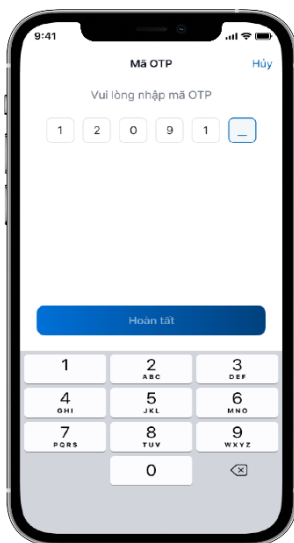 9:41
Mã OTP Hủy
Vui lòng nhập mã OTP
1 2 0 9 1 _
Hoàn tất
1 2 3
ABC DEF
4 5 6
GHI JKL MNO
7 8 9
PQRS TUV WXYZ
0